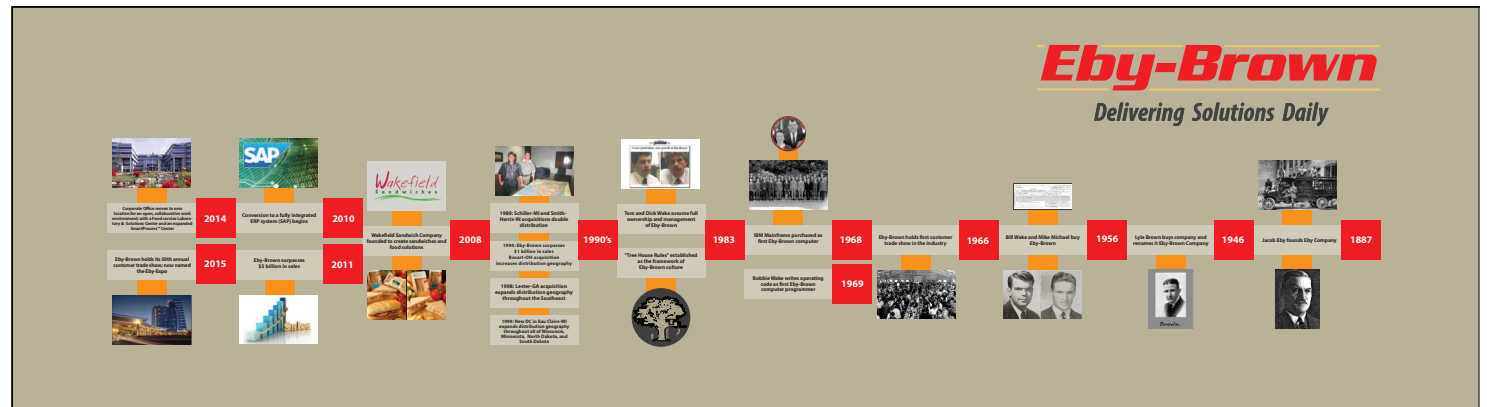 Eby-Brown
Delivering Solutions Daily
Corporate Office moves to new
location for an open, collaborative work
environment; with a Food service Labora-
tory & Solutions Center and an expanded
SmartProcess™ Center
2014
Eby-Brown holds its 50th annual
customer trade show; now named
the Eby-Expo
2015
SAP
Conversion to a fully integrated
ERP system (SAP) begins
2010
Eby-Brown surpasses
$5 billion in sales
2011
Wakefield
Sandwiches
Wakefield Sandwich Company
founded to create sandwiches and
food solutions
2008
1989: Schiller-MI and Smith-
Harris-IN acquisitions double
distribution
1994: Eby-Brown surpasses
$1 billion in sales
Bosart-OH acquisition
increases distribution geography
1998: Lester-GA acquisition
expands distribution geography
throughout the Southeast
1999: New DC in Eau Claire-WI
expands distribution geography
throughout all of Wisconsin,
Minnesota, North Dakota, and
South Dakota
1990's
Tom and Dick Wake assume full
ownership and management
of Eby-Brown
"Tree House Rules" established
as the framework of
Eby-Brown culture
1983
IBM Mainframe purchased as
first Eby-Brown computer
1968
Bobbie Wake writes operating
code as first Eby-Brown
computer programmer
1969
Eby-Brown holds first customer
trade show in the industry
1966
Bill Wake and Mike Michael buy
Eby-Brown
1956
Lyle Brown buys company and
renames it Eby-Brown Company
1946
Jacob Eby founds Eby Company
1887